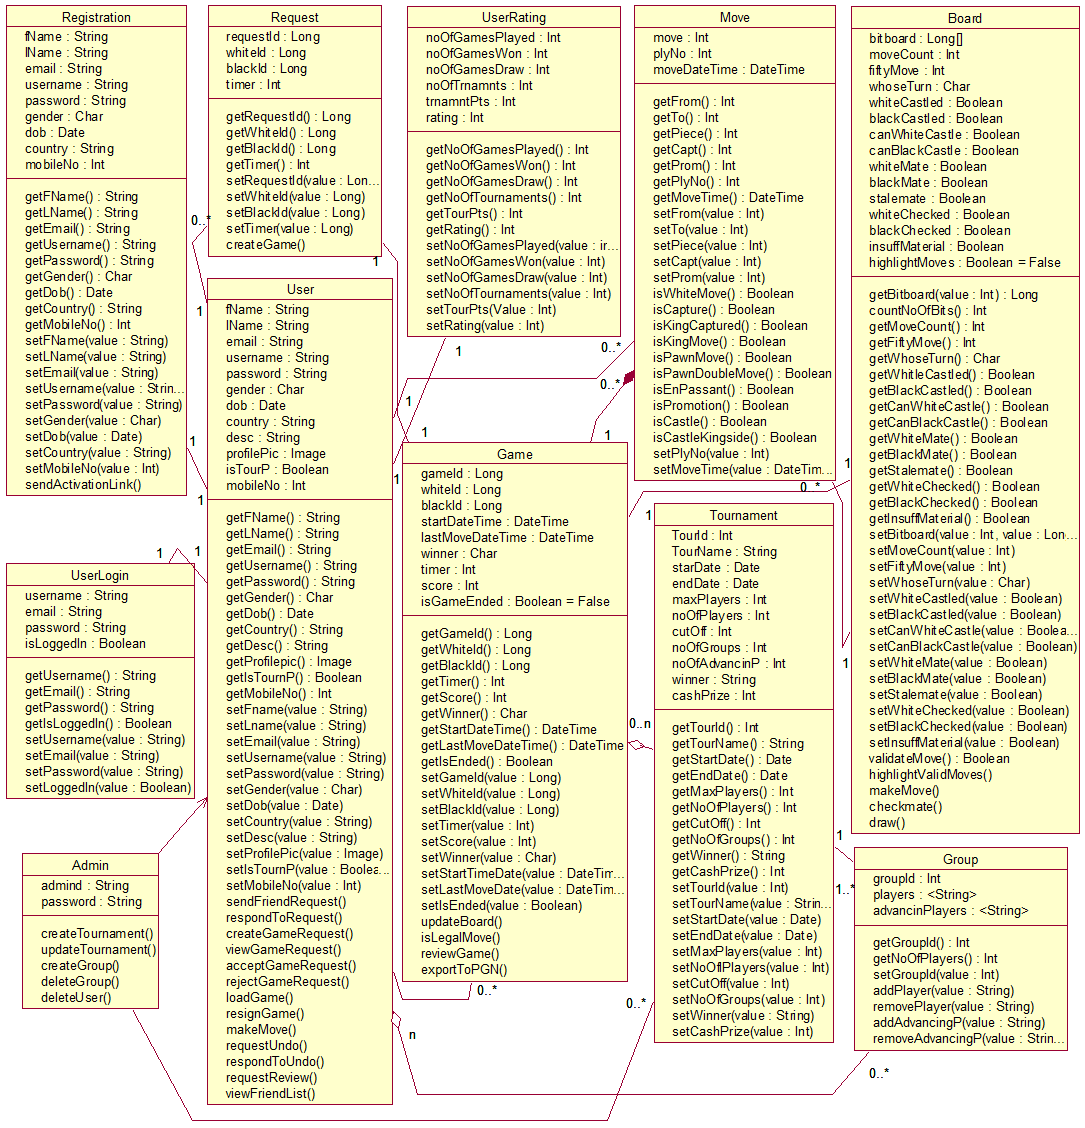 Registration
fName : String
lName : String
email : String
username : String
password : String
gender : Char
dob : Date
country : String
mobileNo : Int
getFName() : String
getLName() : String
getEmail() : String
getUsername() : String
getPassword() : String
getGender() : Char
getDob() : Date
getCountry() : String
getMobileNo() : Int
setFName(value : String)
setLName(value : String)
setEmail(value : String)
setUsername(value : Strin...
setPassword(value : String)
setGender(value : Char)
setDob(value : Date)
setCountry(value : String)
setMobileNo(value : Int)
sendActivationLink()
Request
requestId : Long
whiteId : Long
blackId : Long
timer : Int
getRequestId() : Long
getWhiteId() : Long
getBlackId() : Long
getTimer() : Int
setRequestId(value : Lon...
setWhiteId(value : Long)
setBlackId(value : Long)
setTimer(value : Long)
createGame()
UserRating
noOfGamesPlayed : Int
noOfGamesWon : Int
noOfGamesDraw : Int
noOfTrnamnts : Int
trnamntPts : Int
rating : Int
getNoOfGamesPlayed() : Int
getNoOfGamesWon() : Int
getNoOfGamesDraw() : Int
getNoOfTournaments() : Int
getTourPts() : Int
getRating() : Int
setNoOfGamesPlayed(value : ir...
setNoOfGamesWon(value : Int)
setNoOfGamesDraw(value : Int)
setNoOfTournaments(value : Int)
setTourPts(Value : Int)
setRating(value : Int)
Move
move : Int
plyNo : Int
moveDateTime : DateTime
getFrom() : Int
getTo() : Int
getPiece() : Int
getCapt() : Int
getProm() : Int
getPlyNo() : Int
getMoveTime() : DateTime
setFrom(value : Int)
setTo(value : Int)
setPiece(value : Int)
setCapt(value : Int)
setProm(value : Int)
isWhiteMove() : Boolean
isCapture() : Boolean
isKingCaptured() : Boolean
isKingMove() : Boolean
isPawnMove() : Boolean
isPawnDoubleMove() : Boolean
isEnPassant() : Boolean
isPromotion() : Boolean
isCastle() : Boolean
isCastleKingside() : Boolean
setPlyNo(value : Int)
setMoveTime(value : DateTim...
Board
bitboard : Long[]
moveCount : Int
fiftyMove : Int
whoseTurn : Char
whiteCastled : Boolean
blackCastled : Boolean
canWhiteCastle : Boolean
canBlackCastle : Boolean
whiteMate : Boolean
blackMate : Boolean
stalemate : Boolean
whiteChecked : Boolean
blackChecked : Boolean
insuffMaterial : Boolean
highlightMoves : Boolean = False
getBitboard(value : Int) : Long
countNoOfBits() : Int
getMoveCount() : Int
getFiftyMove() : Int
getWhoseTurn() : Char
getWhitleCastled() : Boolean
getBlackCastled() : Boolean
getCanWhiteCastle() : Boolean
getCanBlackCastle() : Boolean
getWhiteMate() : Boolean
getBlackMate() : Boolean
getStalemate() : Boolean
getWhiteChecked() : Boolean
getBlackChecked() : Boolean
getInsuffMaterial() : Boolean
setBitboard(value : Int, value : Lon...
setMoveCount(value : Int)
setFiftyMove(value : Int)
setWhoseTurn(value : Char)
setWhiteCastled(value : Boolean)
setBlackCastled(value : Boolean)
setCanWhiteCastle(value : Boolea...
setCanBlackCastle(value : Boolean)
setWhiteMate(value : Boolean)
setBlackMate(value : Boolean)
setStalemate(value : Boolean)
setWhiteChecked(value : Boolean)
setBlackChecked(value : Boolean)
setInsuffMaterial(value : Boolean)
validateMove() : Boolean
highlightValidMoves()
makeMove()
checkmate()
draw()
0..*
1
1
1
User
fName : String
lName : String
email : String
username : String
password : String
gender : Char
dob : Date
country : String
desc : String
profilePic : Image
isTourP : Boolean
mobileNo : Int
getFName() : String
getLName() : String
getEmail() : String
getUsername() : String
getPassword() : String
getGender() : Char
getDob() : Date
getCountry() : String
getDesc() : String
getProfilepic() : Image
getIsTournP() : Boolean
getMobileNo() : Int
setFname(value : String)
setLname(value : String)
setEmail(value : String)
setUsername(value : String)
setPassword(value : String)
setGender(value : Char)
setDob(value : Date)
setCountry(value : String)
setDesc(value : String)
setProfilePic(value : Image)
setIsTournP(value : Boolea...
setMobileNo(value : Int)
sendFriendRequest()
respondToRequest()
createGameRequest()
viewGameRequest()
acceptGameRequest()
rejectGameRequest()
loadGame()
resignGame()
makeMove()
requestUndo()
respondToUndo()
requestReview()
viewFriendList()
0..*
0..*
1
1
1
1
Game
gameId : Long
whiteId : Long
blackId : Long
startDateTime : DateTime
lastMoveDateTime : DateTime
winner : Char
timer : Int
score : Int
isGameEnded : Boolean = False
getGameId() : Long
getWhiteId() : Long
getBlackId() : Long
getTimer() : Int
getScore() : Int
getWinner() : Char
getStartDateTime() : DateTime
getLastMoveDateTime() : DateTime
getIsEnded() : Boolean
setGameId(value : Long)
setWhiteId(value : Long)
setBlackId(value : Long)
setTimer(value : Int)
setScore(value : Int)
setWinner(value : Char)
setStartTimeDate(value : DateTim...
setLastMoveDate(value : DateTim...
setIsEnded(value : Boolean)
updateBoard()
isLegalMove()
reviewGame()
exportToPGN()
1
1
0..*
1
1
Tournament
TourId : Int
TourName : String
starDate : Date
endDate : Date
maxPlayers : Int
noOfPlayers : Int
cutOff : Int
noOfGroups : Int
noOfAdvancinP : Int
winner : String
cashPrize : Int
getTourId() : Int
getTourName() : String
getStartDate() : Date
getEndDate() : Date
getMaxPlayers() : Int
getNoOfPlayers() : Int
getCutOff() : Int
getNoOfGroups() : Int
getWinner() : String
getCashPrize() : Int
setTourId(value : Int)
setTourName(value : Strin...
setStartDate(value : Date)
setEndDate(value : Date)
setMaxPlayers(value : Int)
setNoOfIPlayers(value : Int)
setCutOff(value : Int)
setNoOfGroups(value : Int)
setWinner(value : String)
setCashPrize(value : Int)
1
1
1
UserLogin
username : String
email : String
password : String
isLoggedIn : Boolean
getUsername() : String
getEmail() : String
getPassword() : String
getIsLoggedIn() : Boolean
setUsername(value : String)
setEmail(value : String)
setPassword(value : String)
setLoggedIn(value : Boolean)
0..n
Admin
admind : String
password : String
createTournament()
updateTournament()
createGroup()
deleteGroup()
deleteUser()
1
1..*
Group
groupId : Int
players : <String>
advancinPlayers : <String>
getGroupId() : Int
getNoOfPlayers() : Int
setGroupId(value : Int)
addPlayer(value : String)
removePlayer(value : String)
addAdvancingP(value : String)
removeAdvancingP(value : Strin...
0..*
0..*
n
0..*